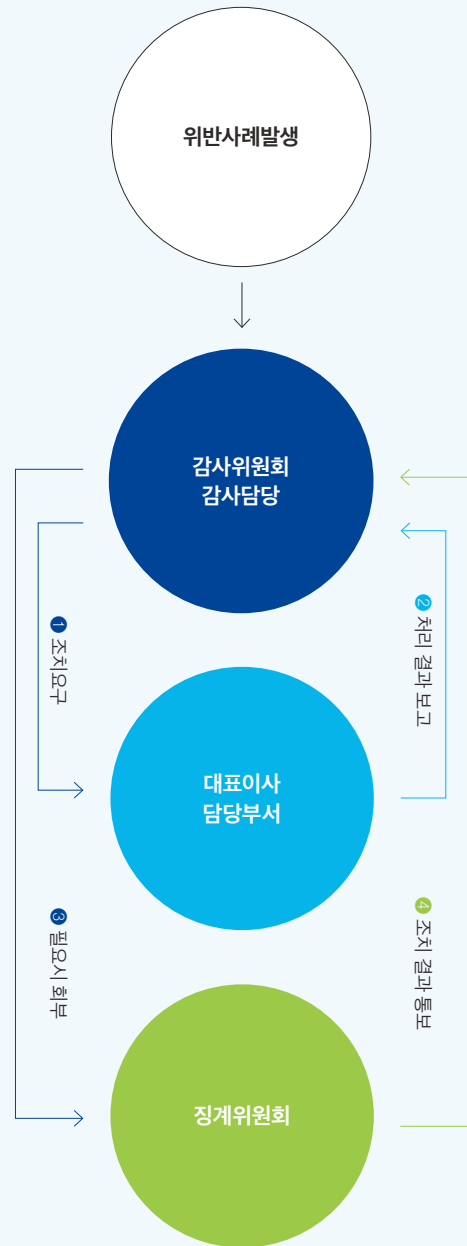 위반사례발생
감사위원회
감사담당
❶ 조치요구
❷ 처리 결과 보고
대표이사
담당부서
❸ 필요시 회부
❹ 조치 결과 통보
징계위원회